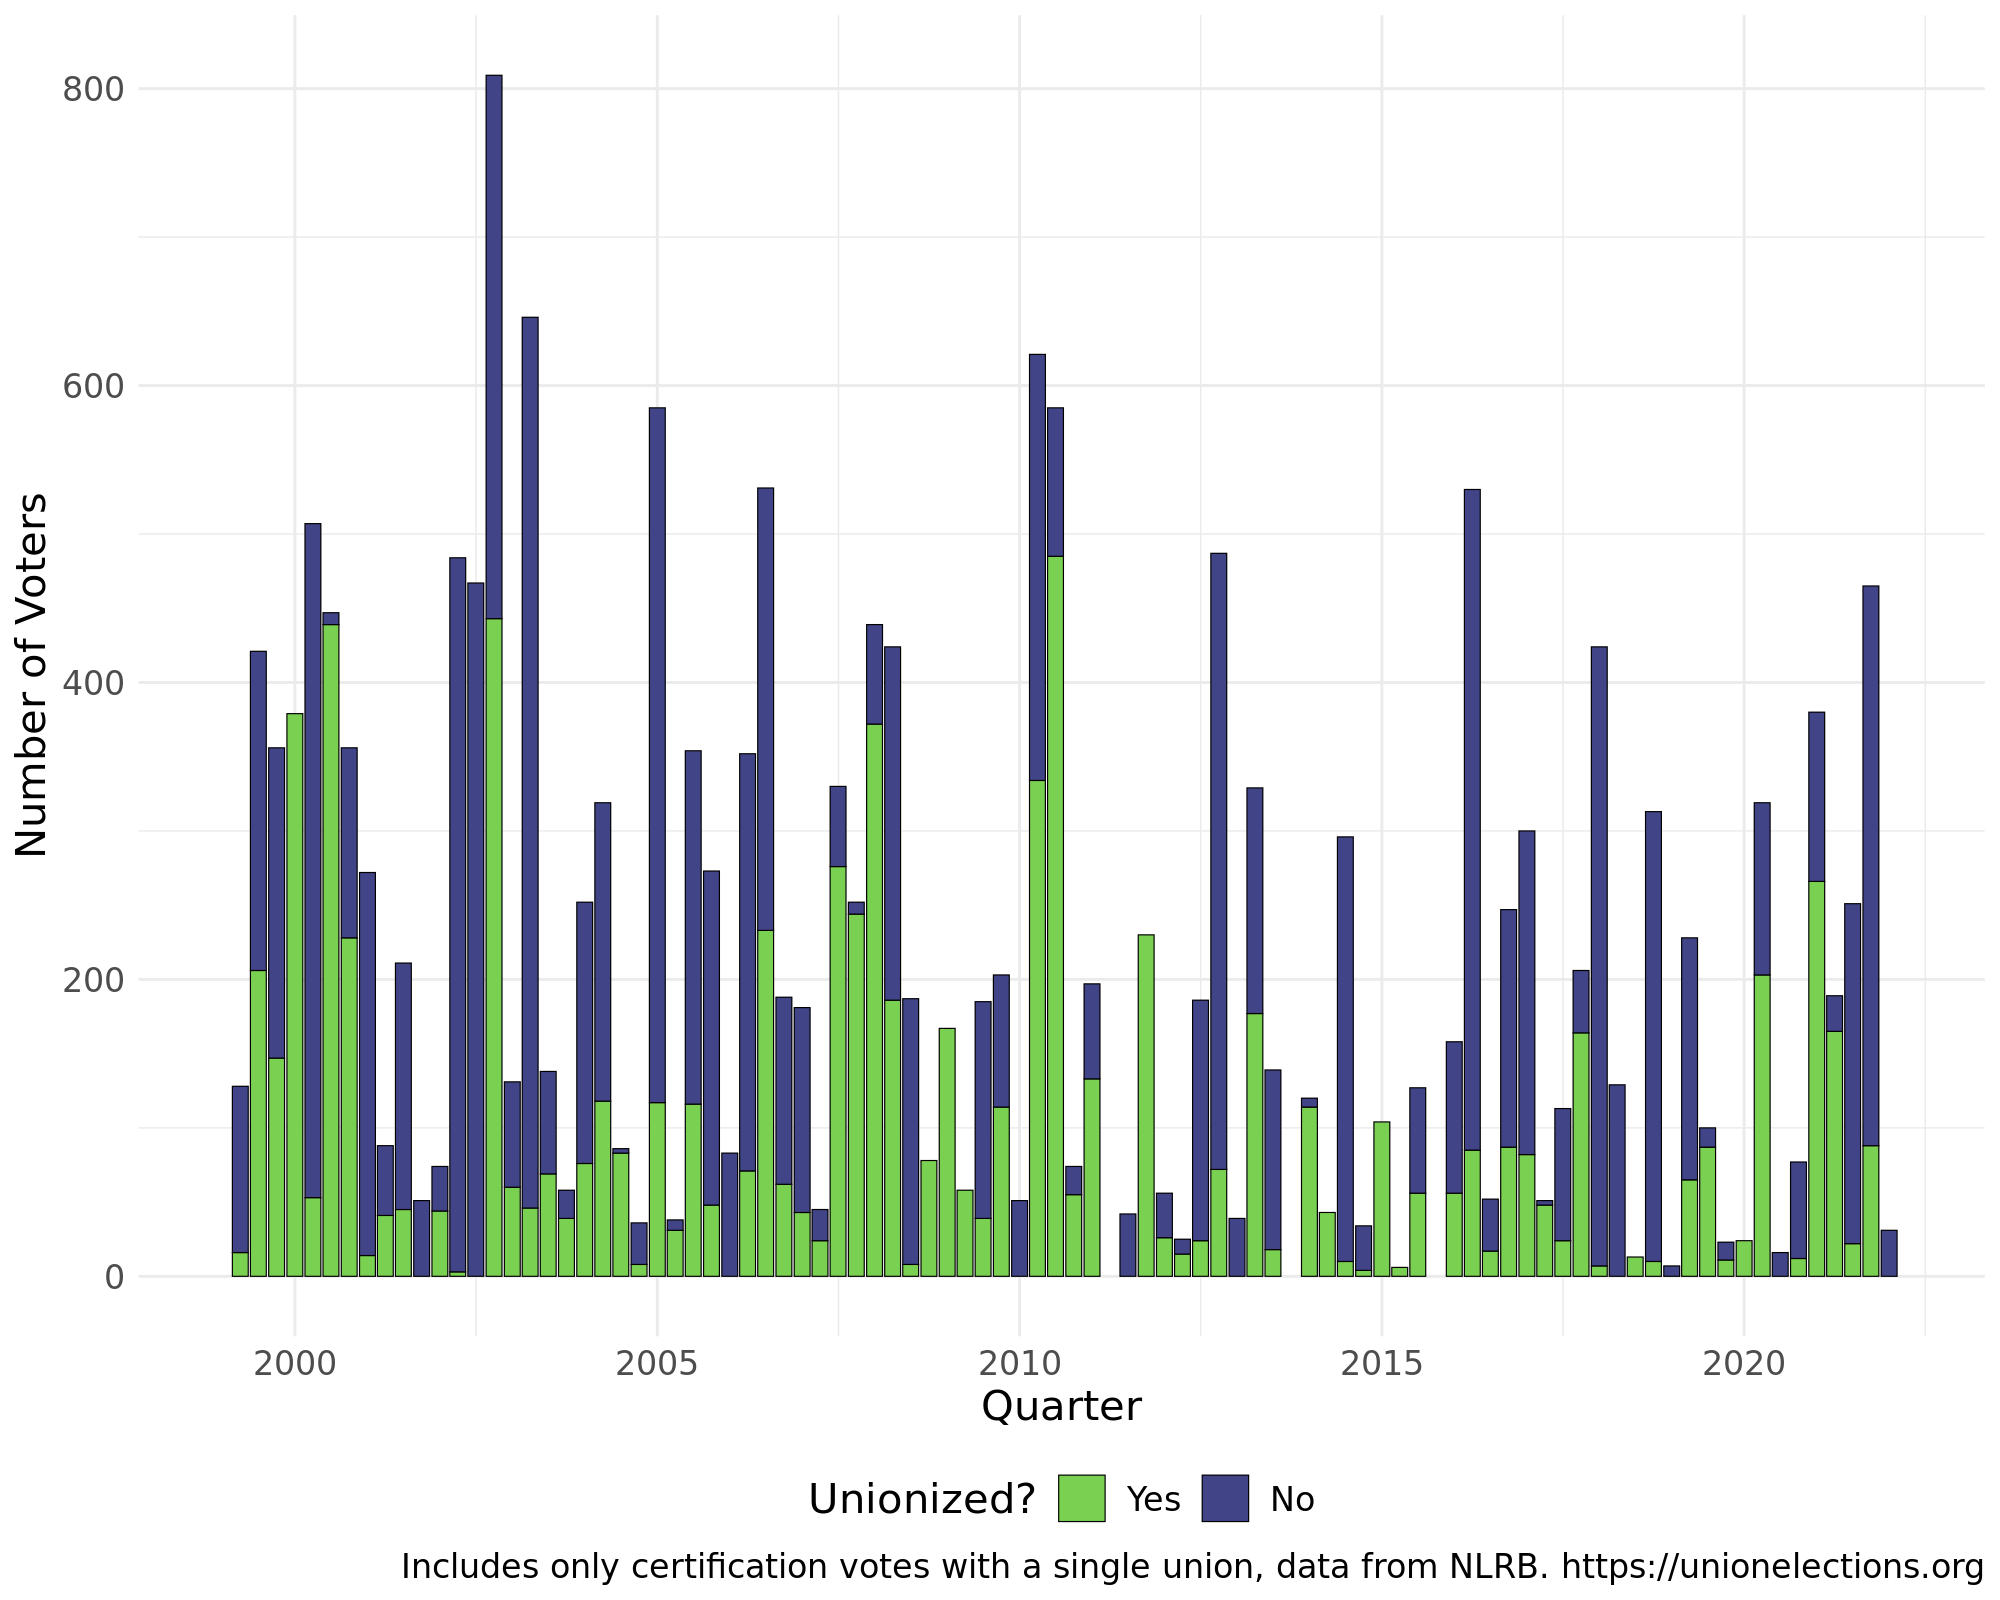 Number of Voters
800
600
400
200
0
2000 2005 2010 2015 2020
Quarter
Unionized? Yes No
Includes only certification votes with a single union, data from NLRB. https://unionelections.org